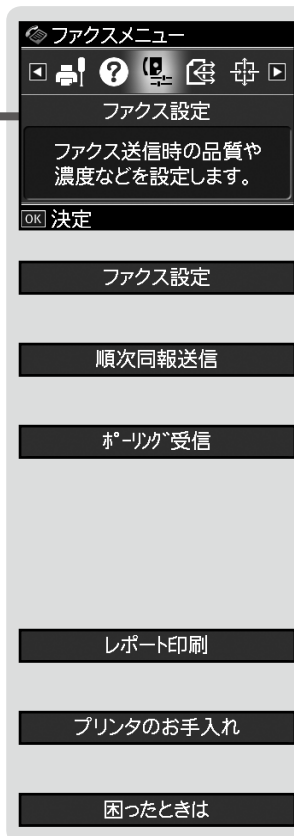 ファクスメニュー
ファクス設定
ファクス送信時の品質や
濃度などを設定します。
OK 決定
ファクス設定
順次同報送信
ﾎﾟｰﾘﾝｸﾞ受信
レポート印刷
プリンタのお手入れ
困ったときは